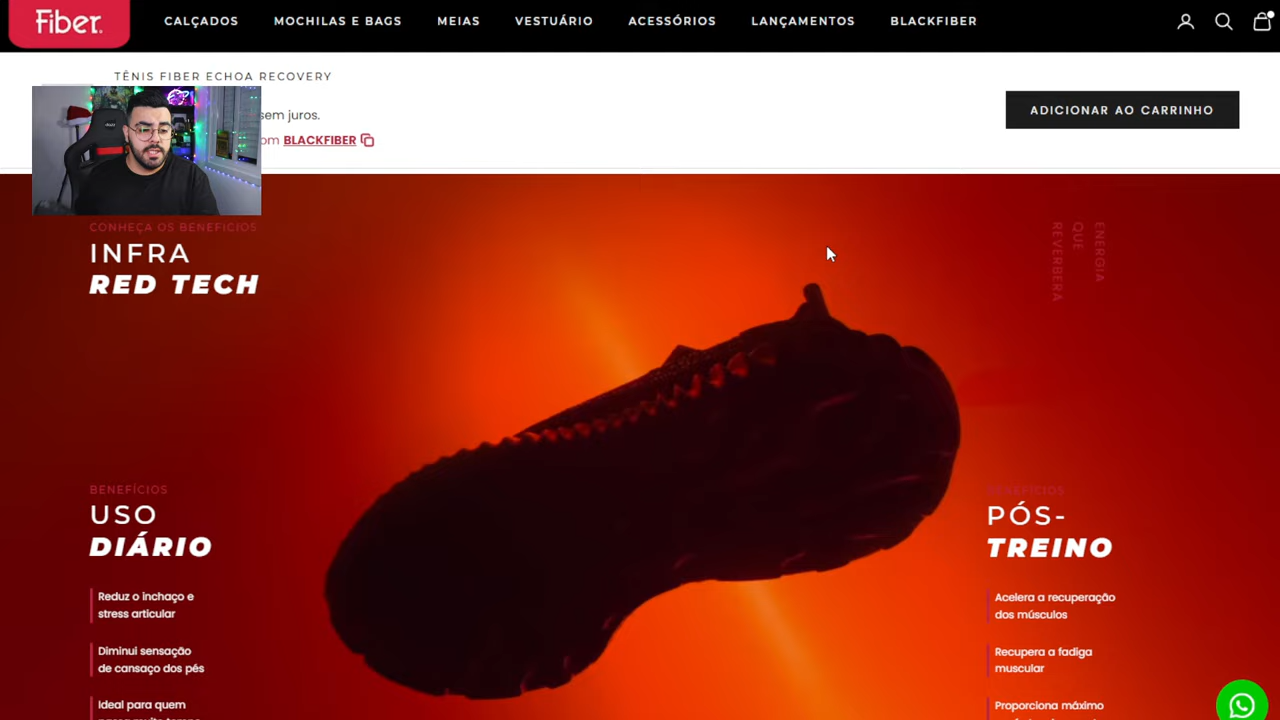 Fiber.
CALÇADOS
MOCHILAS E BAGS
MEIAS
VESTUÁRIO
ACESSÓRIOS
LANÇAMENTOS
BLACKFIBER
TÊNIS FIBER ECHOA RECOVERY
sem juros.
om BLACKFIBER
ADICIONAR AO CARRINHO
CONHEÇA OS BENEFICIOS
INFRA
RED TECH
ENERGIA
QUE
REVERBERA
BENEFÍCIOS
USO
DIÁRIO
Reduz o inchaço e
stress articular
Diminui sensação
de cansaço dos pés
Ideal para quem
BENEFÍCIOS
PÓS-
TREINO
Acelera a recuperação
dos músculos
Recupera a fadiga
muscular
Proporciona máximo